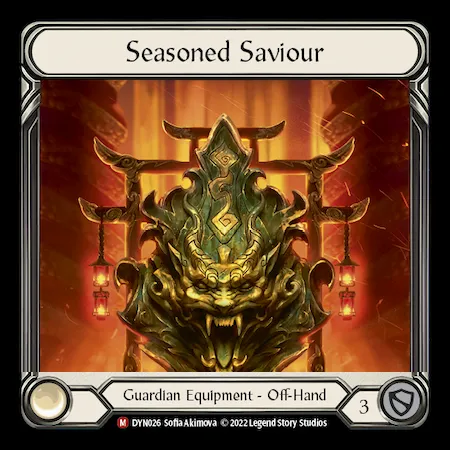 Seasoned Saviour
Guardian Equipment - Off-Hand
3
M DYN026 Sofia Akimova © 2022 Legend Story Studios